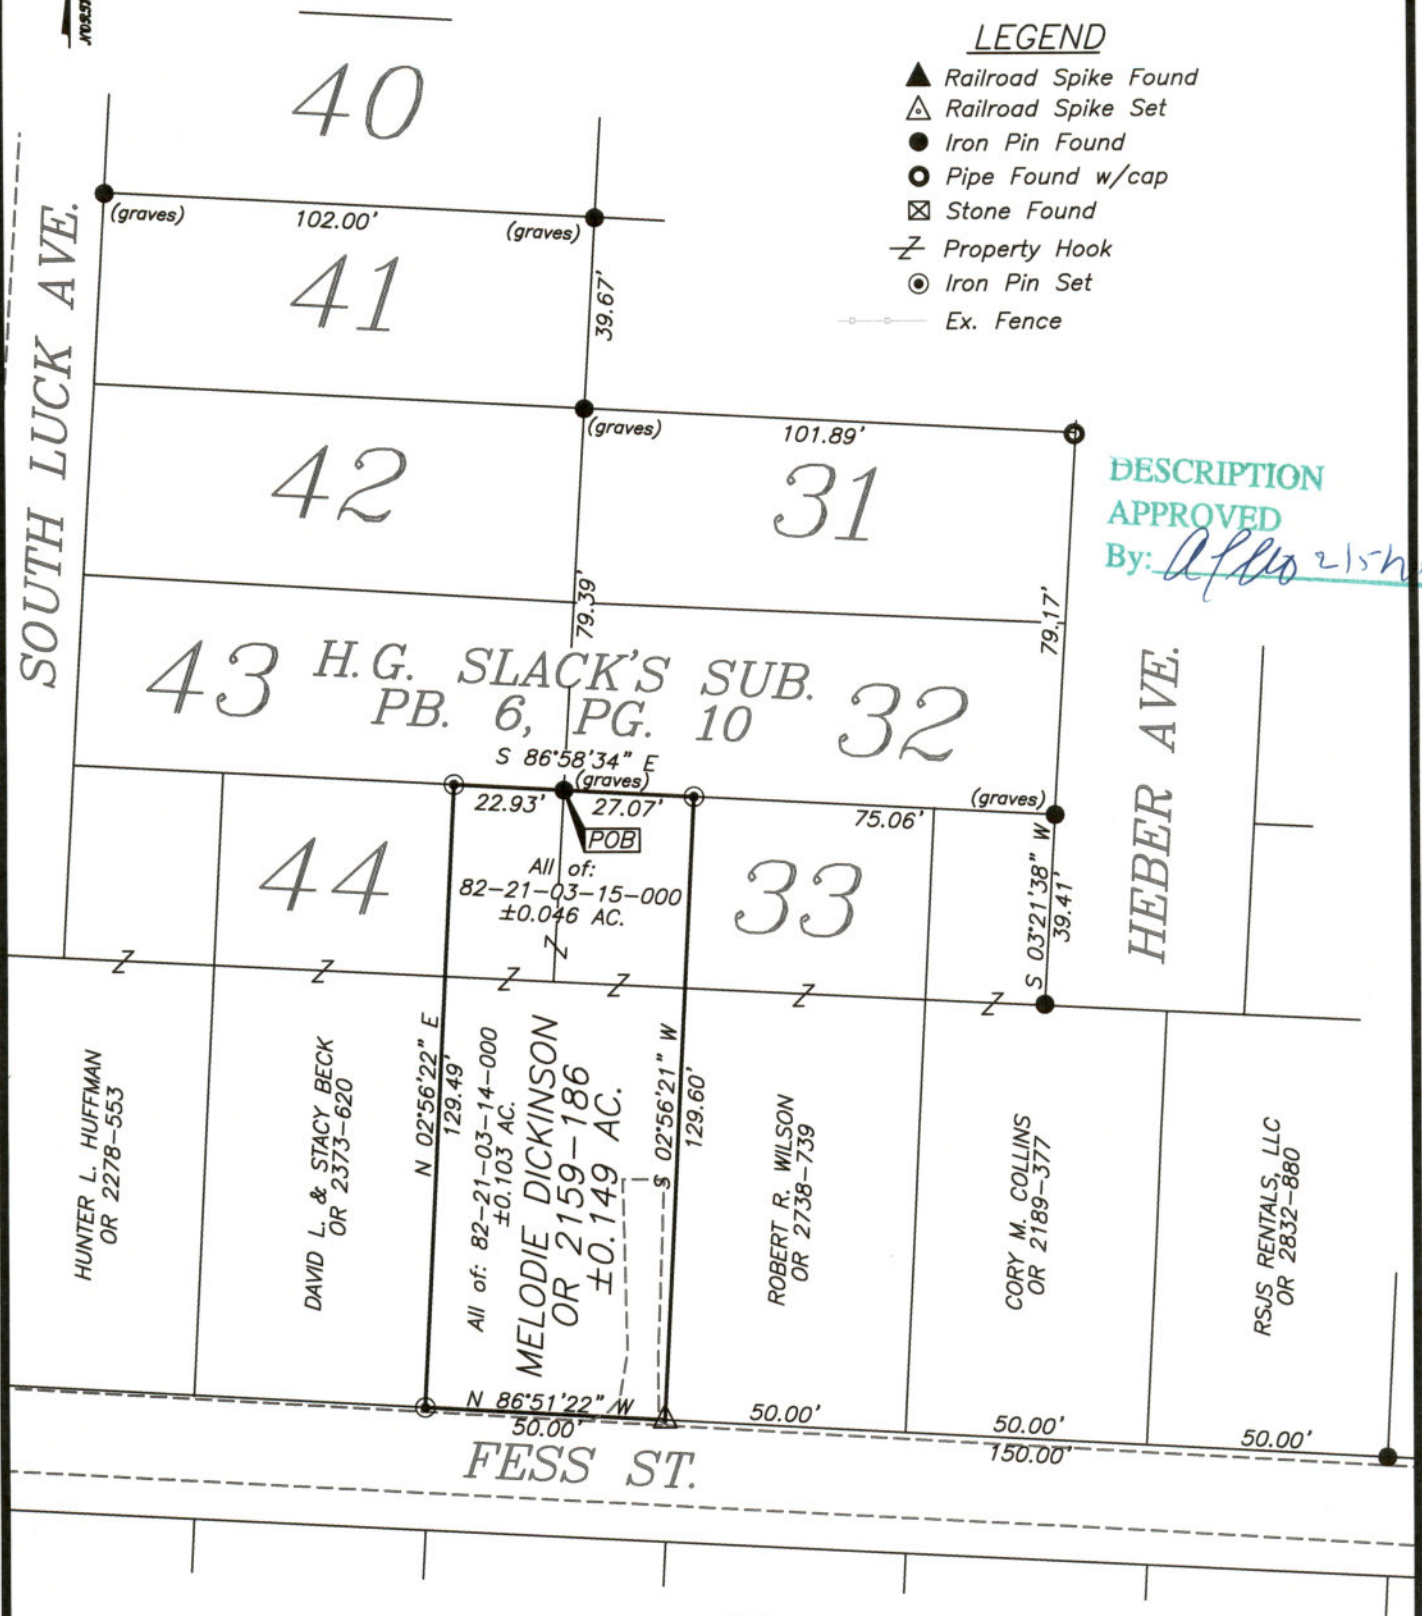 40
LEGEND
Railroad Spike Found
Railroad Spike Set
Iron Pin Found
Pipe Found w/cap
Stone Found
Property Hook
Iron Pin Set
Ex. Fence
(graves)
102.00'
(graves)
41
39.67'
SOUTH LUCK AVE.
42
(graves)
101.89'
31
DESCRIPTION
APPROVED
By:
79.39'
79.17'
43
H.G. SLACK'S SUB.
PB. 6, PG. 10
32
HEBER AVE.
S 86°58'34" E
(graves)
22.93'
27.07'
POB
75.06'
(graves)
44
All of:
82-21-03-15-000
±0.046 AC.
33
S 03°21'38" W
39.41'
HUNTER L. HUFFMAN
OR 2278-553
DAVID L. & STACY BECK
OR 2373-620
N 02°56'22" E
129.49'
All of: 82-21-03-14-000
±0.103 AC.
MELODIE DICKINSON
OR 2159-186
±0.149 AC.
S 02°56'21" W
129.60'
ROBERT R. WILSON
OR 2738-739
CORY M. COLLINS
OR 2189-377
RSJS RENTALS, LLC
OR 2832-880
N 86°51'22" W
50.00'
50.00'
50.00'
150.00'
50.00'
FESS ST.